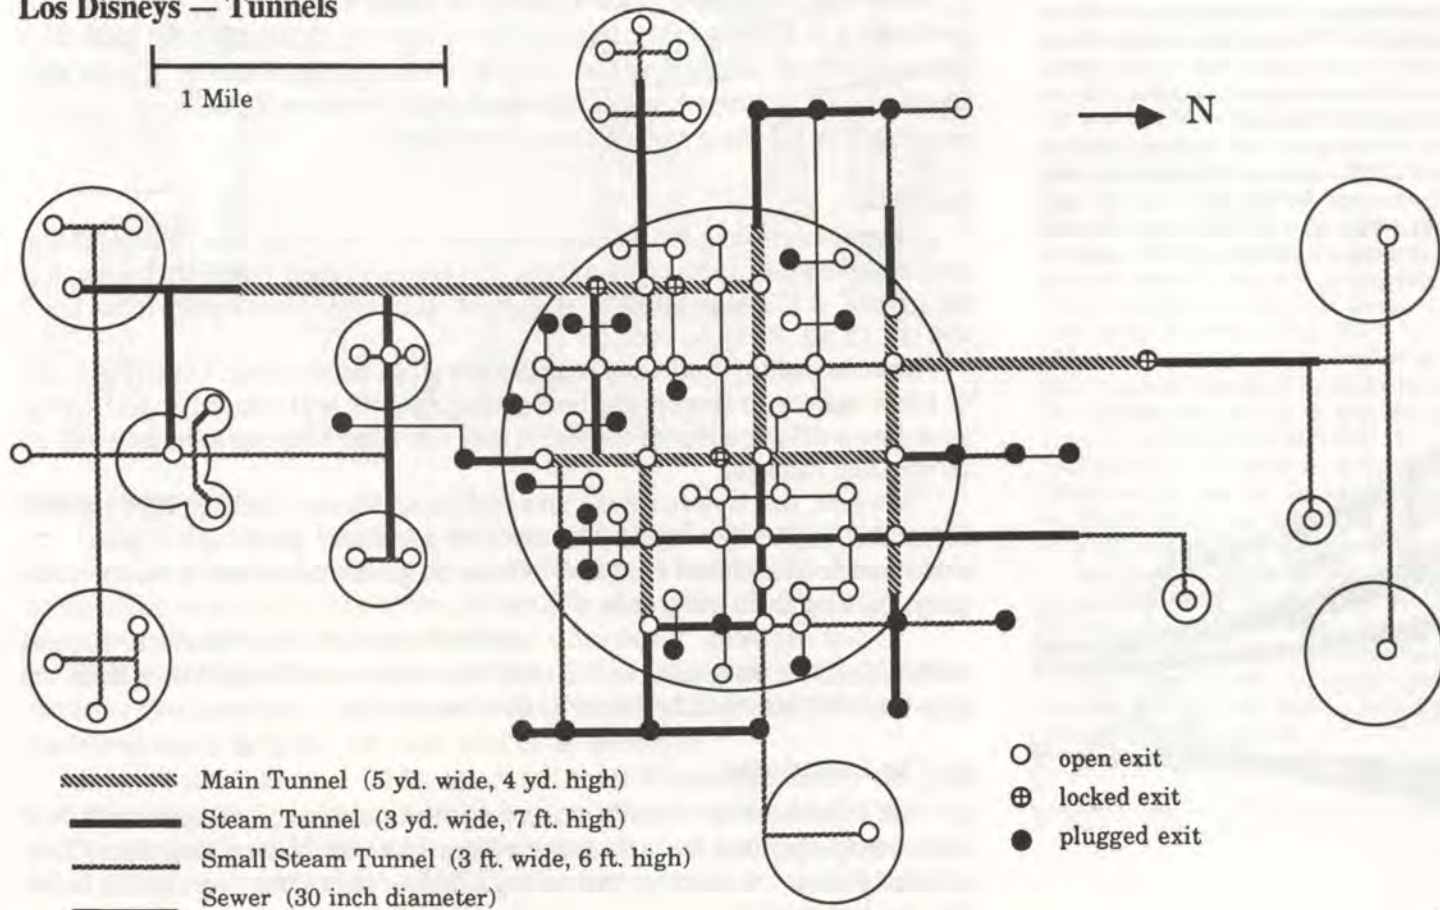 Los Disneys — Tunnels
1 Mile
N
Main Tunnel (5 yd. wide, 4 yd. high)
Steam Tunnel (3 yd. wide, 7 ft. high)
Small Steam Tunnel (3 ft. wide, 6 ft. high)
Sewer (30 inch diameter)
open exit
locked exit
plugged exit